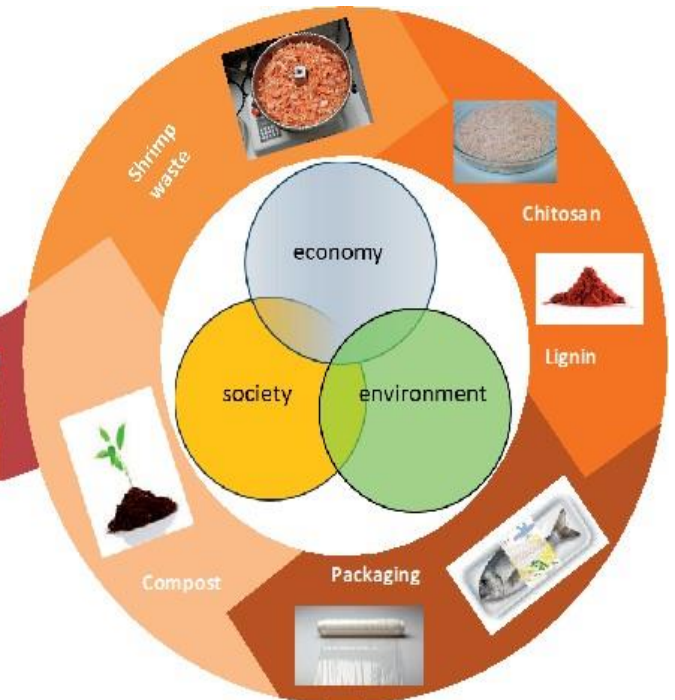 Shrimp
waste
Chitosan
economy
Lignin
society
environment
Packaging
Compost